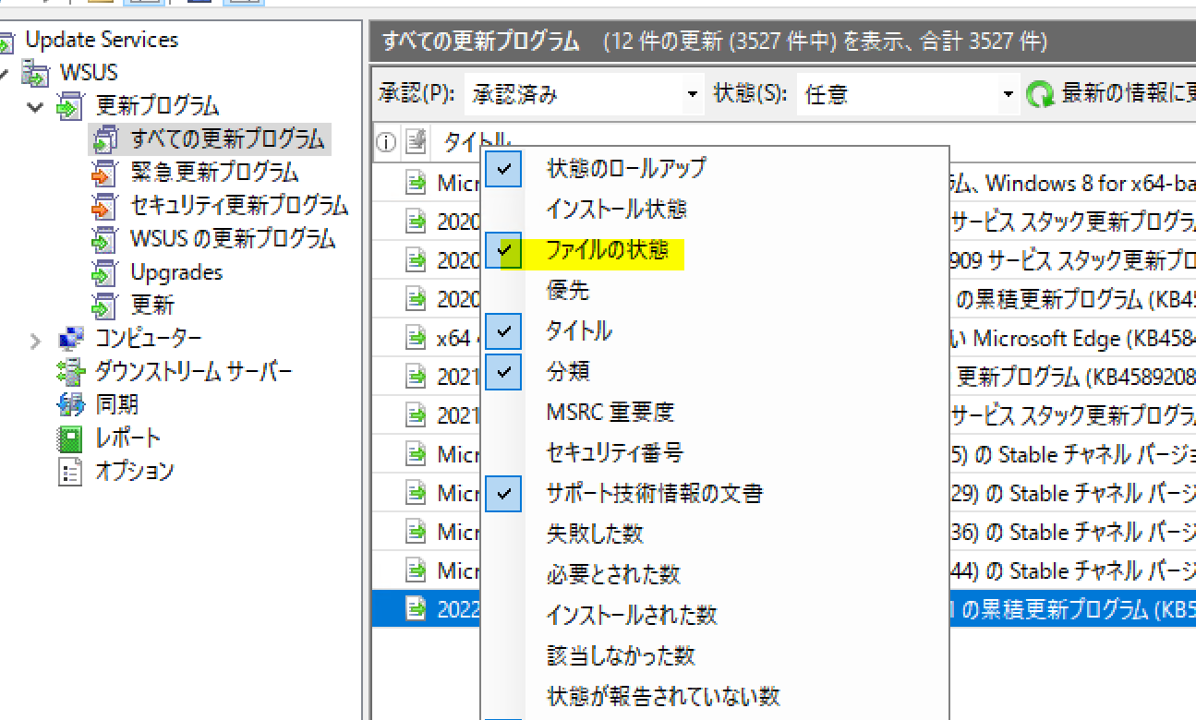 Update Services
WSUS
更新プログラム
すべての更新プログラム
緊急更新プログラム
セキュリティ更新プログラム
WSUS の更新プログラム
Upgrades
更新
コンピューター
ダウンストリーム サーバー
同期
レポート
オプション
すべての更新プログラム (12 件の更新 (3527 件中) を表示、合計 3527 件)
承認(P): 承認済み 状態(S): 任意 最新の情報に更
タイトル
Micr
2020
2020
2020
x64
2021
2021
Micr
Micr
Micr
Micr
2022
状態のロールアップ
インストール状態
ファイルの状態
優先
タイトル
分類
MSRC 重要度
セキュリティ番号
サポート技術情報の文書
失敗した数
必要とされた数
インストールされた数
該当しなかった数
状態が報告されていない数
ラム、Windows 8 for x64-ba
サービス スタック更新プログラ
909 サービス スタック更新プロ
の累積更新プログラム (KB45
い Microsoft Edge (KB4584
更新プログラム (KB4589208
サービス スタック更新プログラ
5) の Stable チャネル バージョ
29) の Stable チャネル バージ
36) の Stable チャネル バージ
44) の Stable チャネル バージ
の累積更新プログラム (KB5